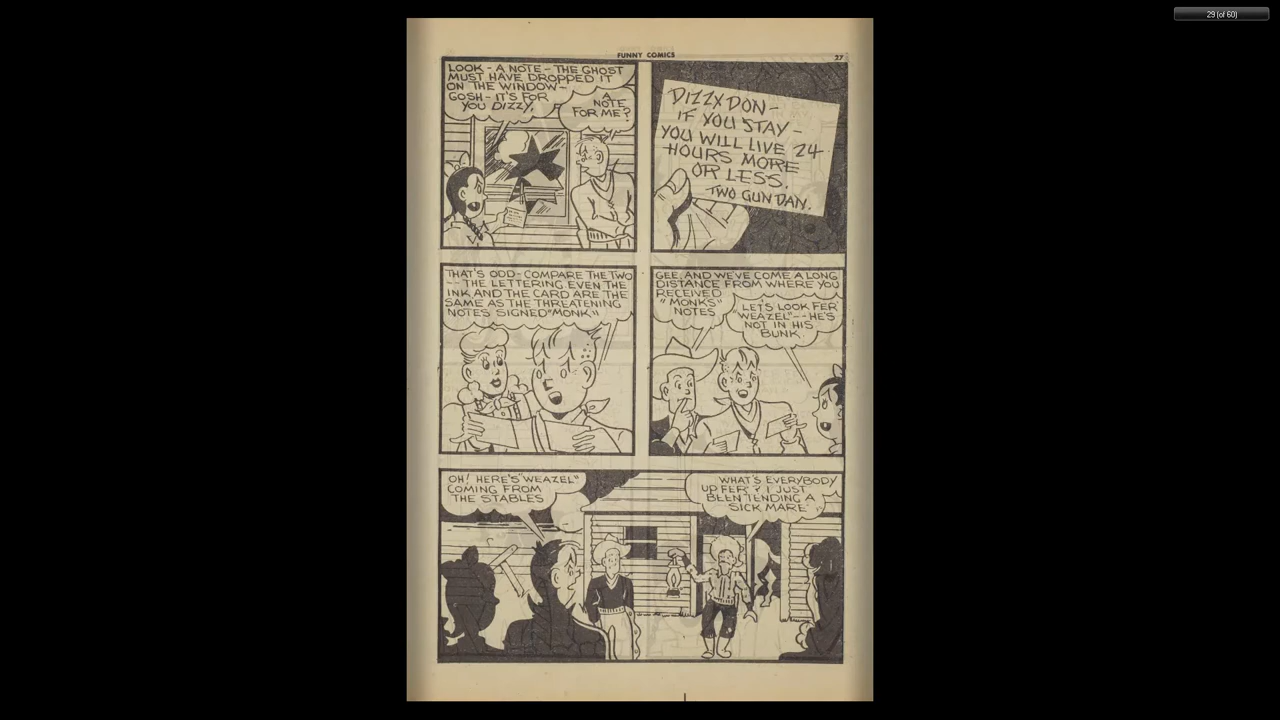 29 (of 60)
FUNNY COMICS
27
LOOK - A NOTE - THE GHOST
MUST HAVE DROPPED IT
ON THE WINDOW -
GOSH - IT'S FOR
YOU DIZZY.
A
NOTE
FOR ME?
DIZZY DON -
IF YOU STAY -
YOU WILL LIVE 24
HOURS MORE
OR LESS.
TWO GUN DAN.
THAT'S ODD - COMPARE THE TWO
-- THE LETTERING EVEN THE
INK AND THE CARD ARE THE
SAME AS THE THREATENING
NOTES SIGNED "MONK"
GEE, AND WE'VE COME A LONG
DISTANCE FROM WHERE YOU
RECEIVED
"MONKS"
NOTES
LET'S LOOK FER
"WEAZEL" -- HE'S
NOT IN HIS
BUNK.
OH! HERE'S "WEAZEL"
COMING FROM
THE STABLES
WHAT'S EVERYBODY
UP FER? I JUST
BEEN TENDING A
SICK MARE